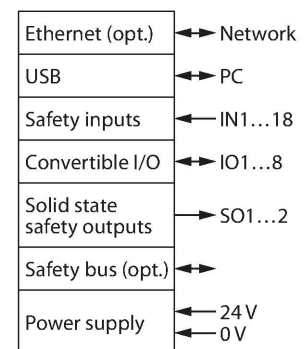 Ethernet (opt.) Network
USB PC
Safety inputs IN1...18
Convertible I/O IO1...8
Solid state
safety outputs SO1...2
Safety bus (opt.)
Power supply 24 V
0 V